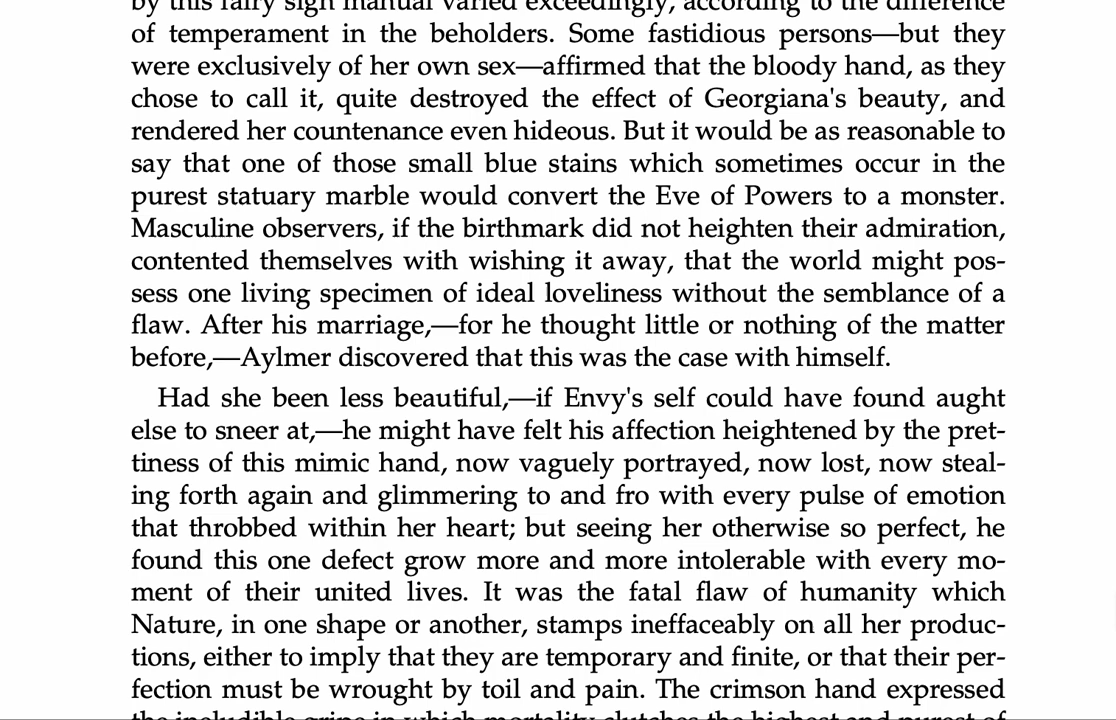 by this fairy sign manual varied exceedingly, according to the difference
of temperament in the beholders. Some fastidious persons—but they
were exclusively of her own sex—affirmed that the bloody hand, as they
chose to call it, quite destroyed the effect of Georgiana's beauty, and
rendered her countenance even hideous. But it would be as reasonable to
say that one of those small blue stains which sometimes occur in the
purest statuary marble would convert the Eve of Powers to a monster.
Masculine observers, if the birthmark did not heighten their admiration,
contented themselves with wishing it away, that the world might pos-
sess one living specimen of ideal loveliness without the semblance of a
flaw. After his marriage,—for he thought little or nothing of the matter
before,—Aylmer discovered that this was the case with himself.
Had she been less beautiful,—if Envy's self could have found aught
else to sneer at,—he might have felt his affection heightened by the pret-
tiness of this mimic hand, now vaguely portrayed, now lost, now steal-
ing forth again and glimmering to and fro with every pulse of emotion
that throbbed within her heart; but seeing her otherwise so perfect, he
found this one defect grow more and more intolerable with every mo-
ment of their united lives. It was the fatal flaw of humanity which
Nature, in one shape or another, stamps ineffaceably on all her produc-
tions, either to imply that they are temporary and finite, or that their per-
fection must be wrought by toil and pain. The crimson hand expressed
the ineludible gripe in which mortality clutches the highest and purest of